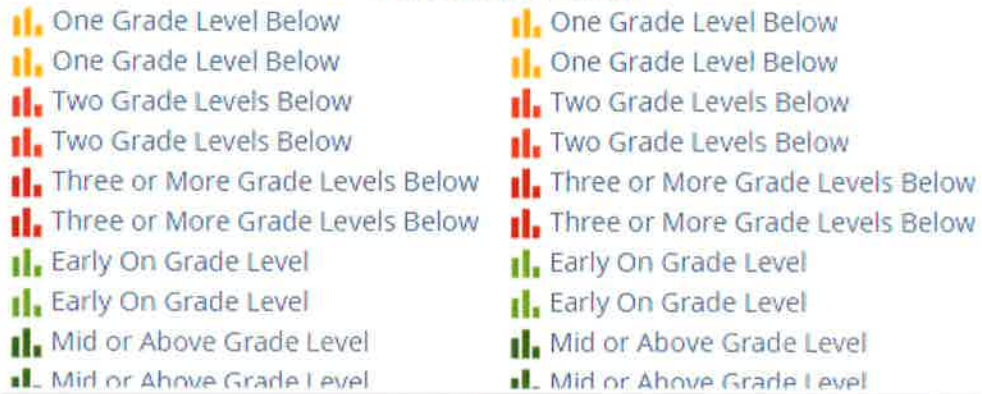 One Grade Level Below One Grade Level Below
One Grade Level Below One Grade Level Below
Two Grade Levels Below Two Grade Levels Below
Two Grade Levels Below Two Grade Levels Below
Three or More Grade Levels Below Three or More Grade Levels Below
Three or More Grade Levels Below Three or More Grade Levels Below
Early On Grade Level Early On Grade Level
Early On Grade Level Early On Grade Level
Mid or Above Grade Level Mid or Above Grade Level
Mid or Above Grade Level Mid or Above Grade Level